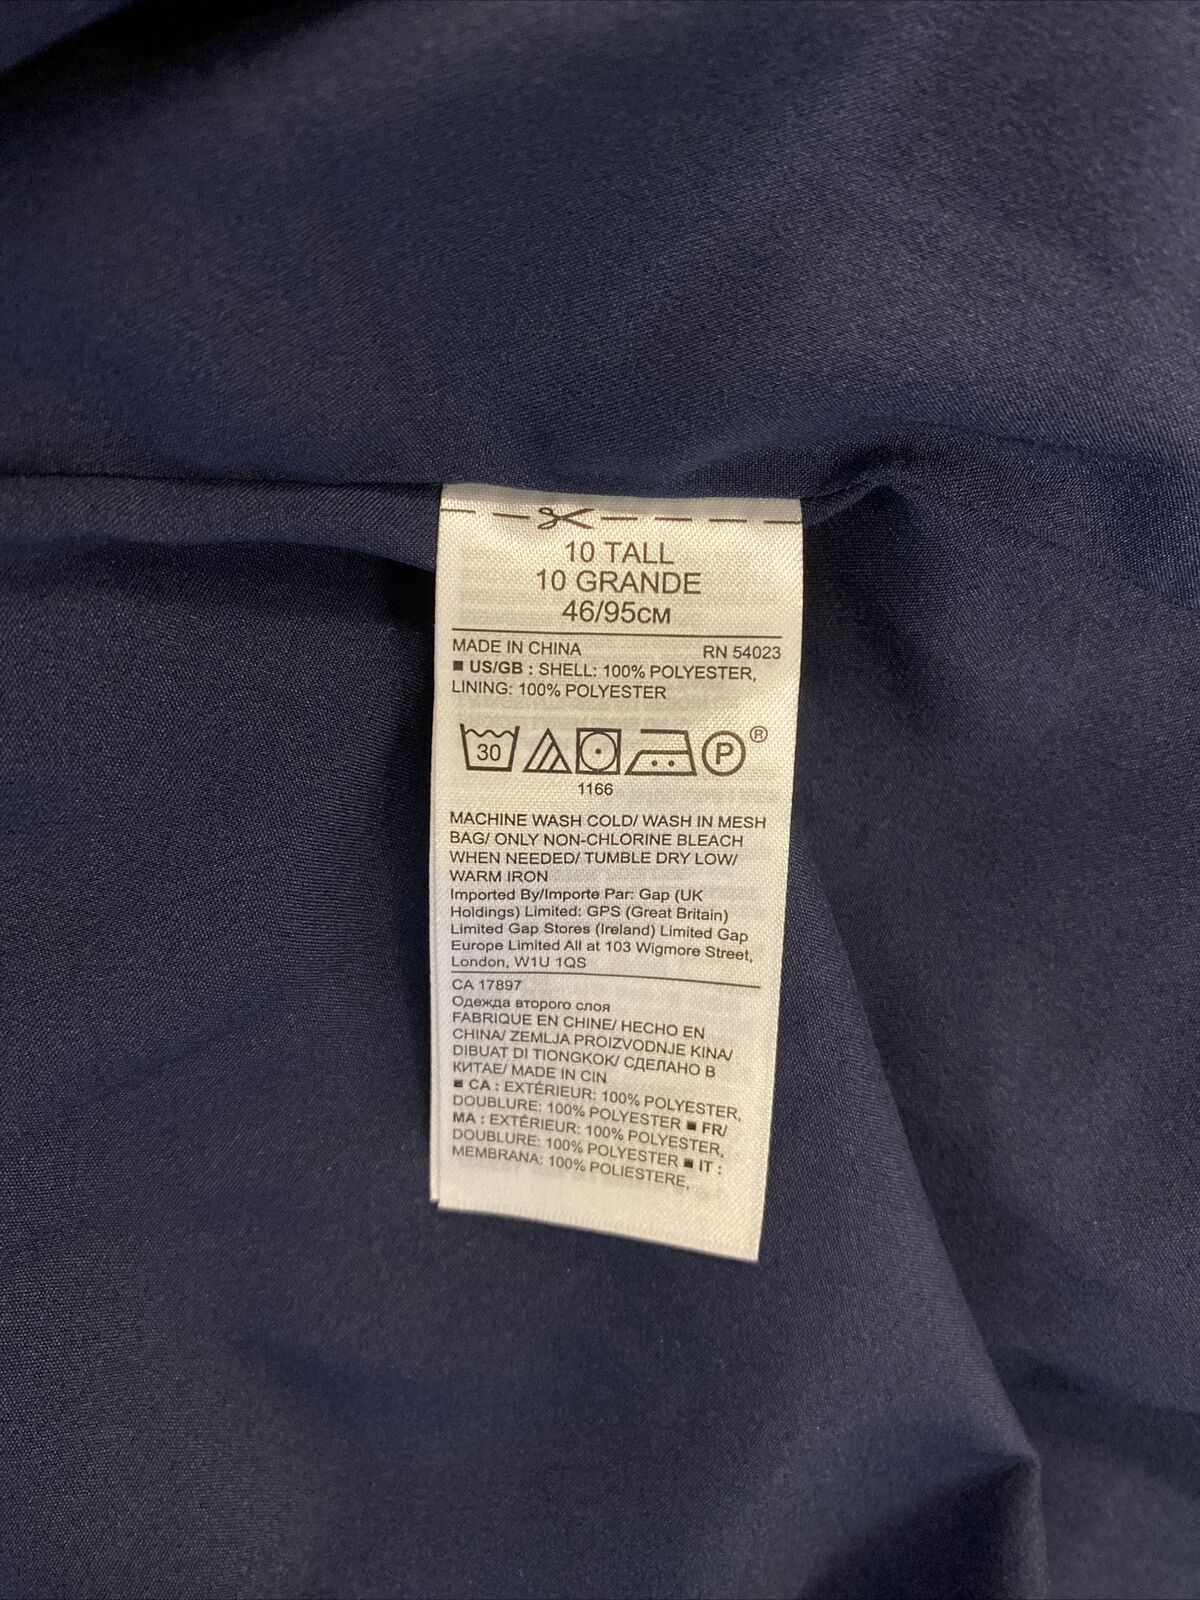 10 TALL
10 GRANDE
46/95CM
MADE IN CHINA RN 54023
■ US/GB : SHELL: 100% POLYESTER,
LINING: 100% POLYESTER
30 P ®
1166
MACHINE WASH COLD/ WASH IN MESH
BAG/ ONLY NON-CHLORINE BLEACH
WHEN NEEDED/ TUMBLE DRY LOW/
WARM IRON
Imported By/Importe Par: Gap (UK
Holdings) Limited: GPS (Great Britain)
Limited Gap Stores (Ireland) Limited Gap
Europe Limited All at 103 Wigmore Street,
London, W1U 1QS
CA 17897
Одежда второго слоя
FABRIQUE EN CHINE/ HECHO EN
CHINA/ ZEMLJA PROIZVODNJE KINA/
DIBUAT DI TIONGKOK/ СДЕЛАНО В
КИТАЕ/ MADE IN CIN
■ CA : EXTÉRIEUR: 100% POLYESTER,
DOUBLURE: 100% POLYESTER ■ FR/
MA : EXTÉRIEUR: 100% POLYESTER,
DOUBLURE: 100% POLYESTER ■ IT :
MEMBRANA: 100% POLIESTERE,